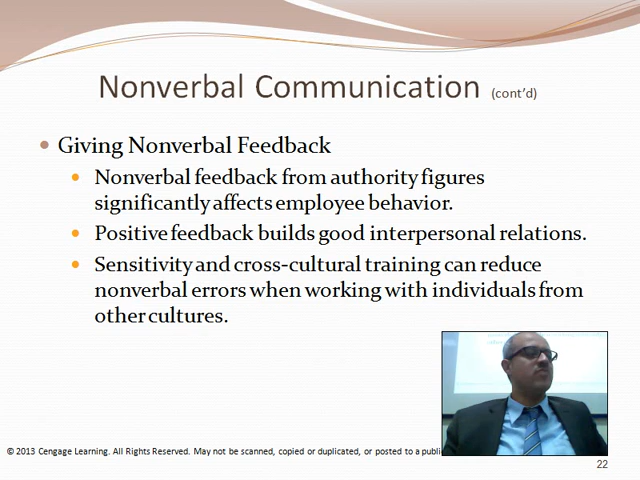 Nonverbal Communication (cont’d)
Giving Nonverbal Feedback
Nonverbal feedback from authority figures
significantly affects employee behavior.
Positive feedback builds good interpersonal relations.
Sensitivity and cross-cultural training can reduce
nonverbal errors when working with individuals from
other cultures.
© 2013 Cengage Learning. All Rights Reserved. May not be scanned, copied or duplicated, or posted to a publi
22